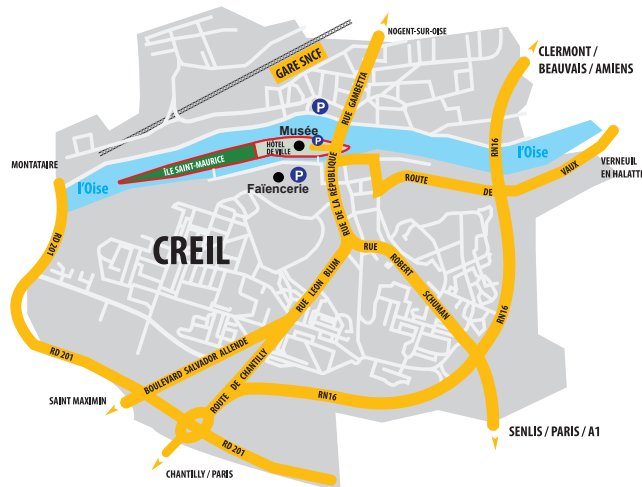 NOGENT-SUR-OISE
CLERMONT /
BEAUVAIS / AMIENS
GARE SNCF
RUE GAMBETTA
RN16
P
Musée
P
HÔTEL
DE VILLE
ÎLE SAINT-MAURICE
P
Faïencerie
MONTATAIRE
l'Oise
l'Oise
VERNEUIL
EN HALATTE
ROUTE DE VAUX
RUE DE LA RÉPUBLIQUE
CREIL
RD 201
RUE ROBERT SCHUMAN
RUE LEON BLUM
RN16
RD 201
BOULEVARD SALVADOR ALLENDE
ROUTE DE CHANTILLY
RN16
SAINT MAXIMIN
RD 201
SENLIS / PARIS / A1
CHANTILLY / PARIS